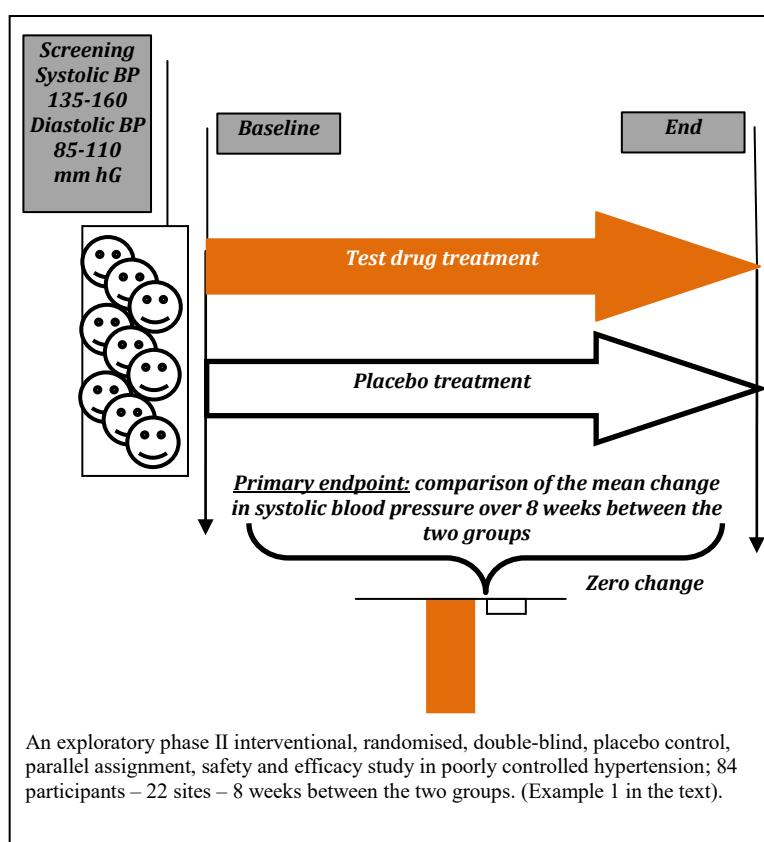 Screening
Systolic BP
135-160
Diastolic BP
85-110
mm hG
Baseline
End
Test drug treatment
Placebo treatment
Primary endpoint: comparison of the mean change
in systolic blood pressure over 8 weeks between the
two groups
Zero change
An exploratory phase II interventional, randomised, double-blind, placebo control,
parallel assignment, safety and efficacy study in poorly controlled hypertension; 84
participants – 22 sites – 8 weeks between the two groups. (Example 1 in the text).